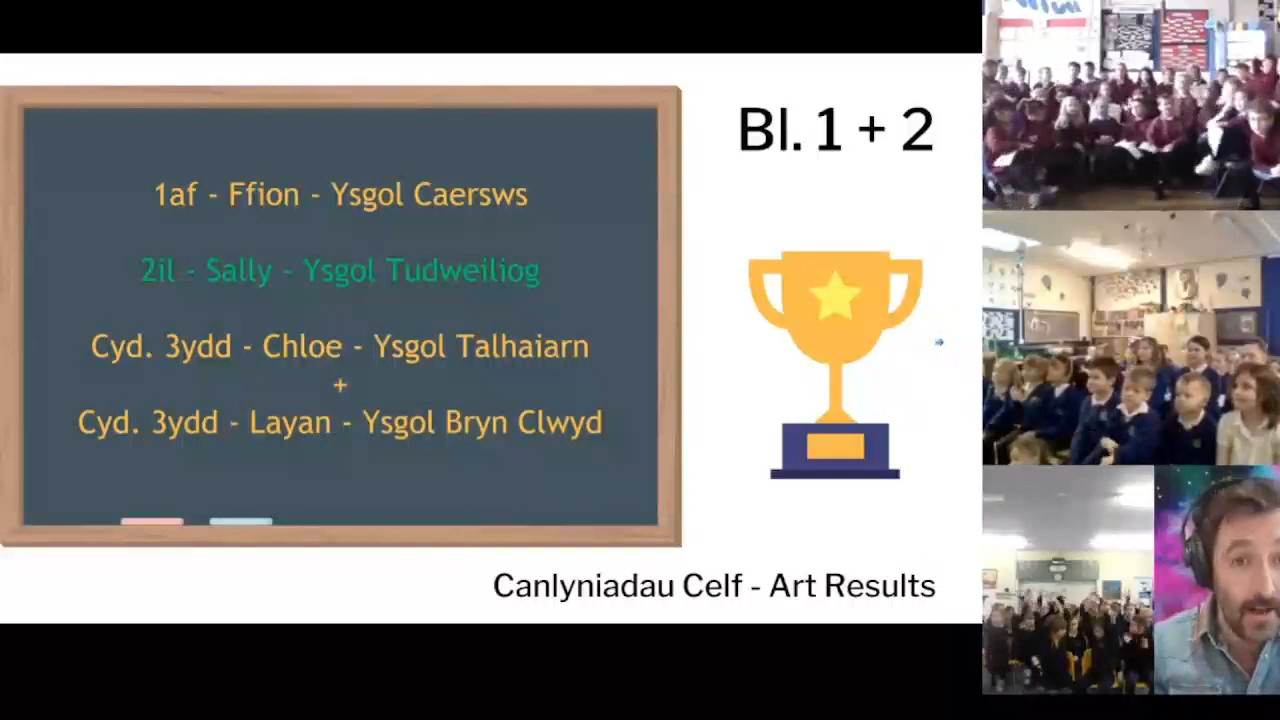 Bl. 1 + 2
1af - Ffion - Ysgol Caersws
2il - Sally - Ysgol Tudweiliog
Cyd. 3ydd - Chloe - Ysgol Talhaiarn
+
Cyd. 3ydd - Layan - Ysgol Bryn Clwyd
Canlyniadau Celf - Art Results